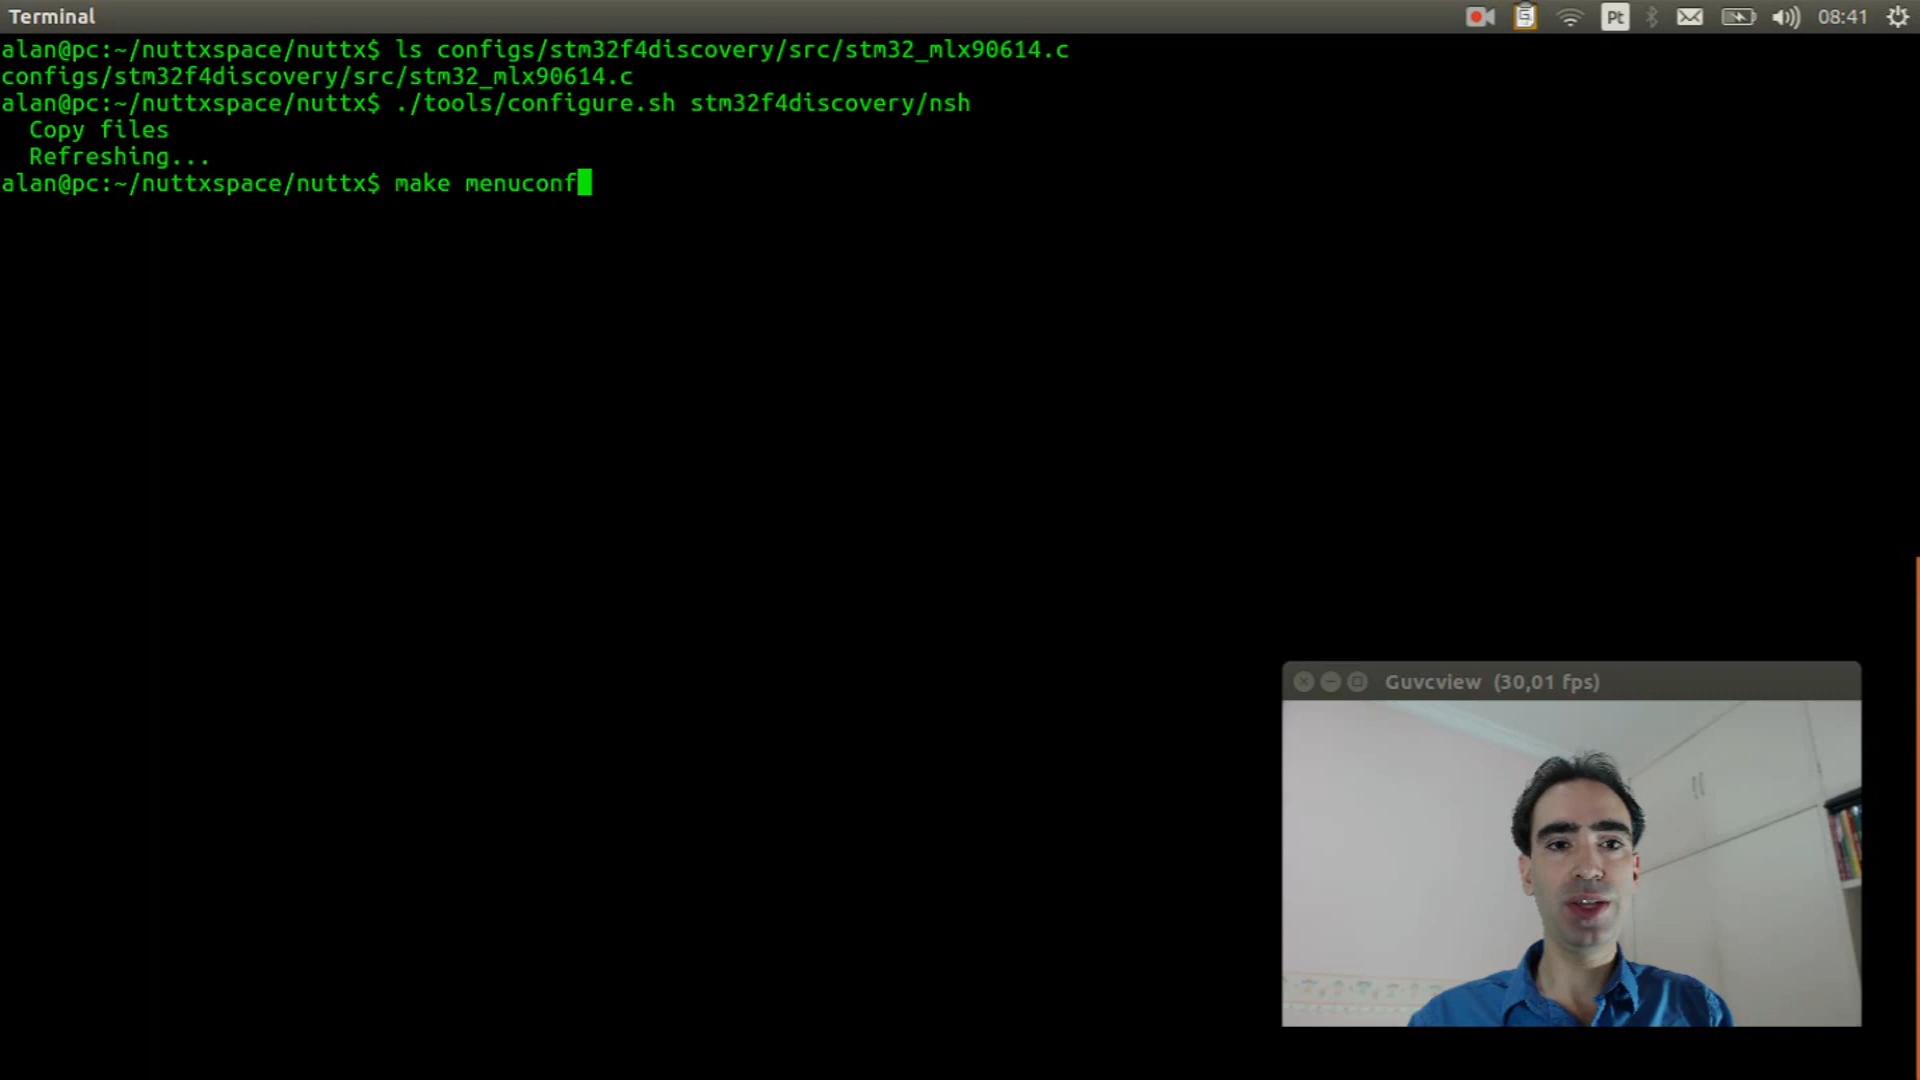 Terminal
Pt
08:41
alan@pc:~/nuttxspace/nuttx$ ls configs/stm32f4discovery/src/stm32_mlx90614.c
configs/stm32f4discovery/src/stm32_mlx90614.c
alan@pc:~/nuttxspace/nuttx$ ./tools/configure.sh stm32f4discovery/nsh
Copy files
Refreshing...
alan@pc:~/nuttxspace/nuttx$ make menuconf
Guvcview (30,01 fps)